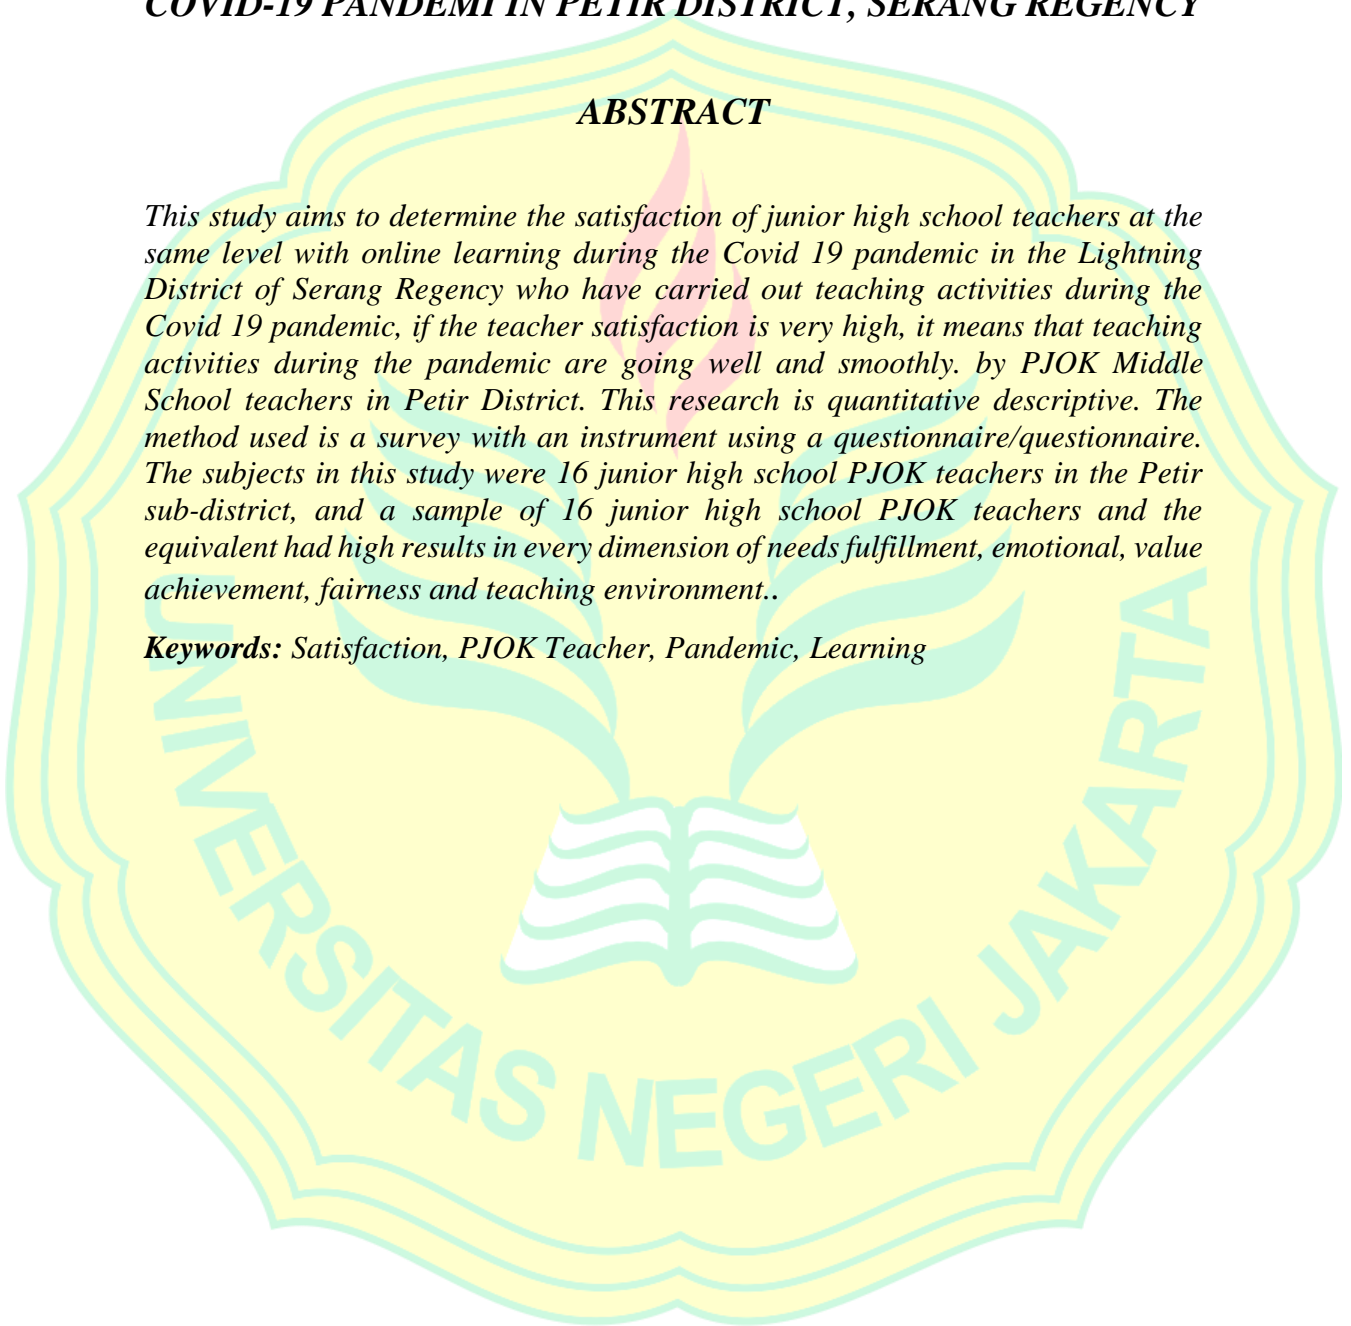 COVID-19 PANDEMI IN PETIR DISTRICT, SERANG REGENCY
ABSTRACT
This study aims to determine the satisfaction of junior high school teachers at the
same level with online learning during the Covid 19 pandemic in the Lightning
District of Serang Regency who have carried out teaching activities during the
Covid 19 pandemic, if the teacher satisfaction is very high, it means that teaching
activities during the pandemic are going well and smoothly. by PJOK Middle
School teachers in Petir District. This research is quantitative descriptive. The
method used is a survey with an instrument using a questionnaire/questionnaire.
The subjects in this study were 16 junior high school PJOK teachers in the Petir
sub-district, and a sample of 16 junior high school PJOK teachers and the
equivalent had high results in every dimension of needs fulfillment, emotional, value
achievement, fairness and teaching environment..
Keywords: Satisfaction, PJOK Teacher, Pandemic, Learning
UNIVERSITAS NEGERI JAKARTA